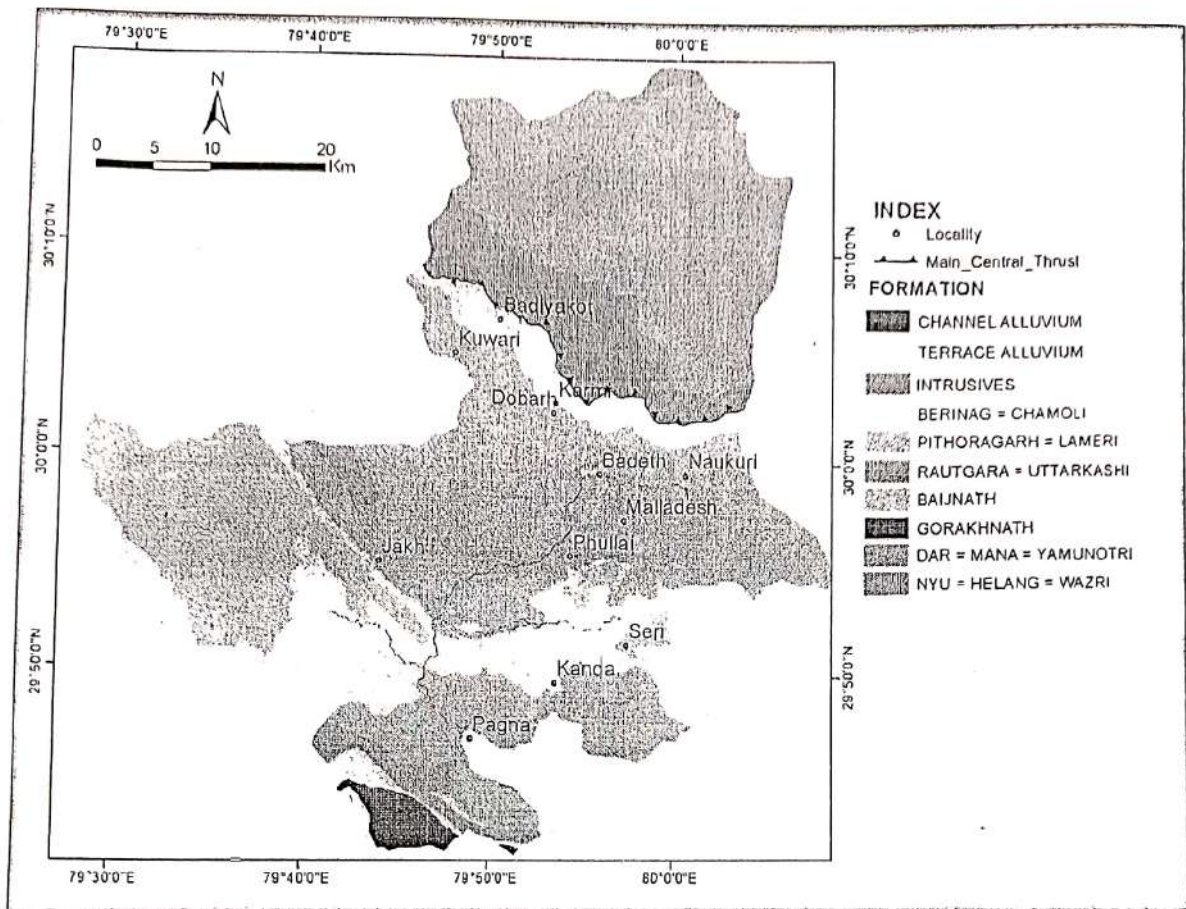 79°30'0"E 79°40'0"E 79°50'0"E 80°0'0"E
N
0 5 10 20
Km
30°10'0"N
30°0'0"N
29°50'0"N
30°10'0"N
30°0'0"N
29°50'0"N
Badiyakot
Kuwari
Karmi
Dobarh
Badeth
Naukuri
Malladesh
Jakh
Phullai
Seri
Kanda
Pagna
79°30'0"E 79°40'0"E 79°50'0"E 80°0'0"E
INDEX
Locality
Main_Central_Thrust
FORMATION
CHANNEL ALLUVIUM
TERRACE ALLUVIUM
INTRUSIVES
BERINAG = CHAMOLI
PITHORAGARH = LAMERI
RAUTGARA = UTTARKASHI
BAIJNATH
GORAKHNATH
DAR = MANA = YAMUNOTRI
NYU = HELANG = WAZRI